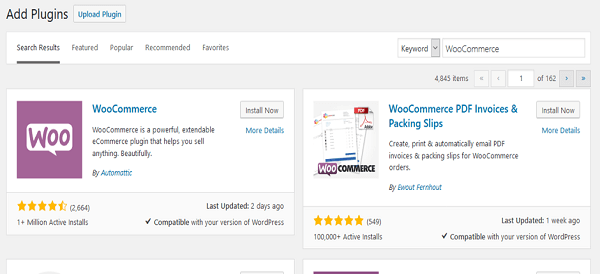 Add Plugins Upload Plugin
Search Results Featured Popular Recommended Favorites Keyword WooCommerce
4,845 items « ‹ 1 of 162 › »
WOO
WooCommerce
Install Now
More Details
WooCommerce is a powerful, extendable
eCommerce plugin that helps you sell
anything. Beautifully.
By Automattic
(2,664)
1+ Million Active Installs
Last Updated: 2 days ago
Compatible with your version of WordPress
PDF
Adobe
WOOCOMMERCE
WooCommerce PDF Invoices &
Packing Slips
Install Now
More Details
Create, print & automatically email PDF
invoices & packing slips for WooCommerce
orders.
By Ewout Fernhout
(549)
100,000+ Active Installs
Last Updated: 1 week ago
Compatible with your version of WordPress